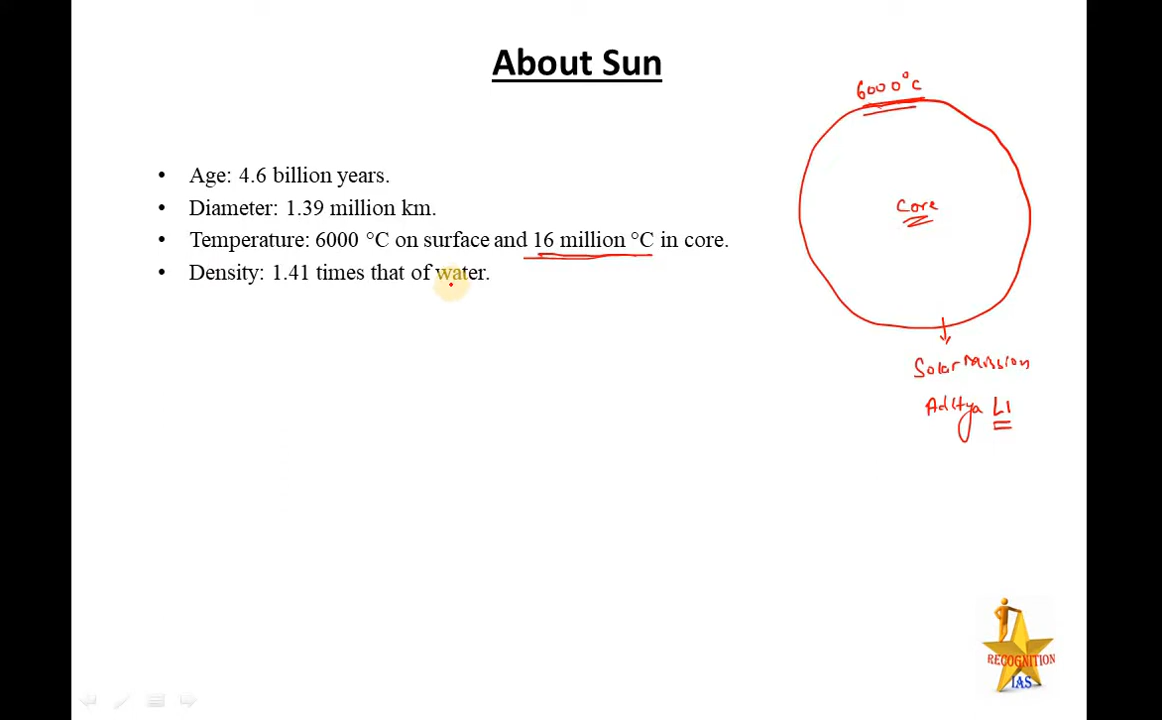 About Sun
6000°C
• Age: 4.6 billion years.
• Diameter: 1.39 million km.
• Temperature: 6000 °C on surface and 16 million °C in core.
• Density: 1.41 times that of water.
Core
Solar Mission
Aditya L1
RECOGNITION
IAS